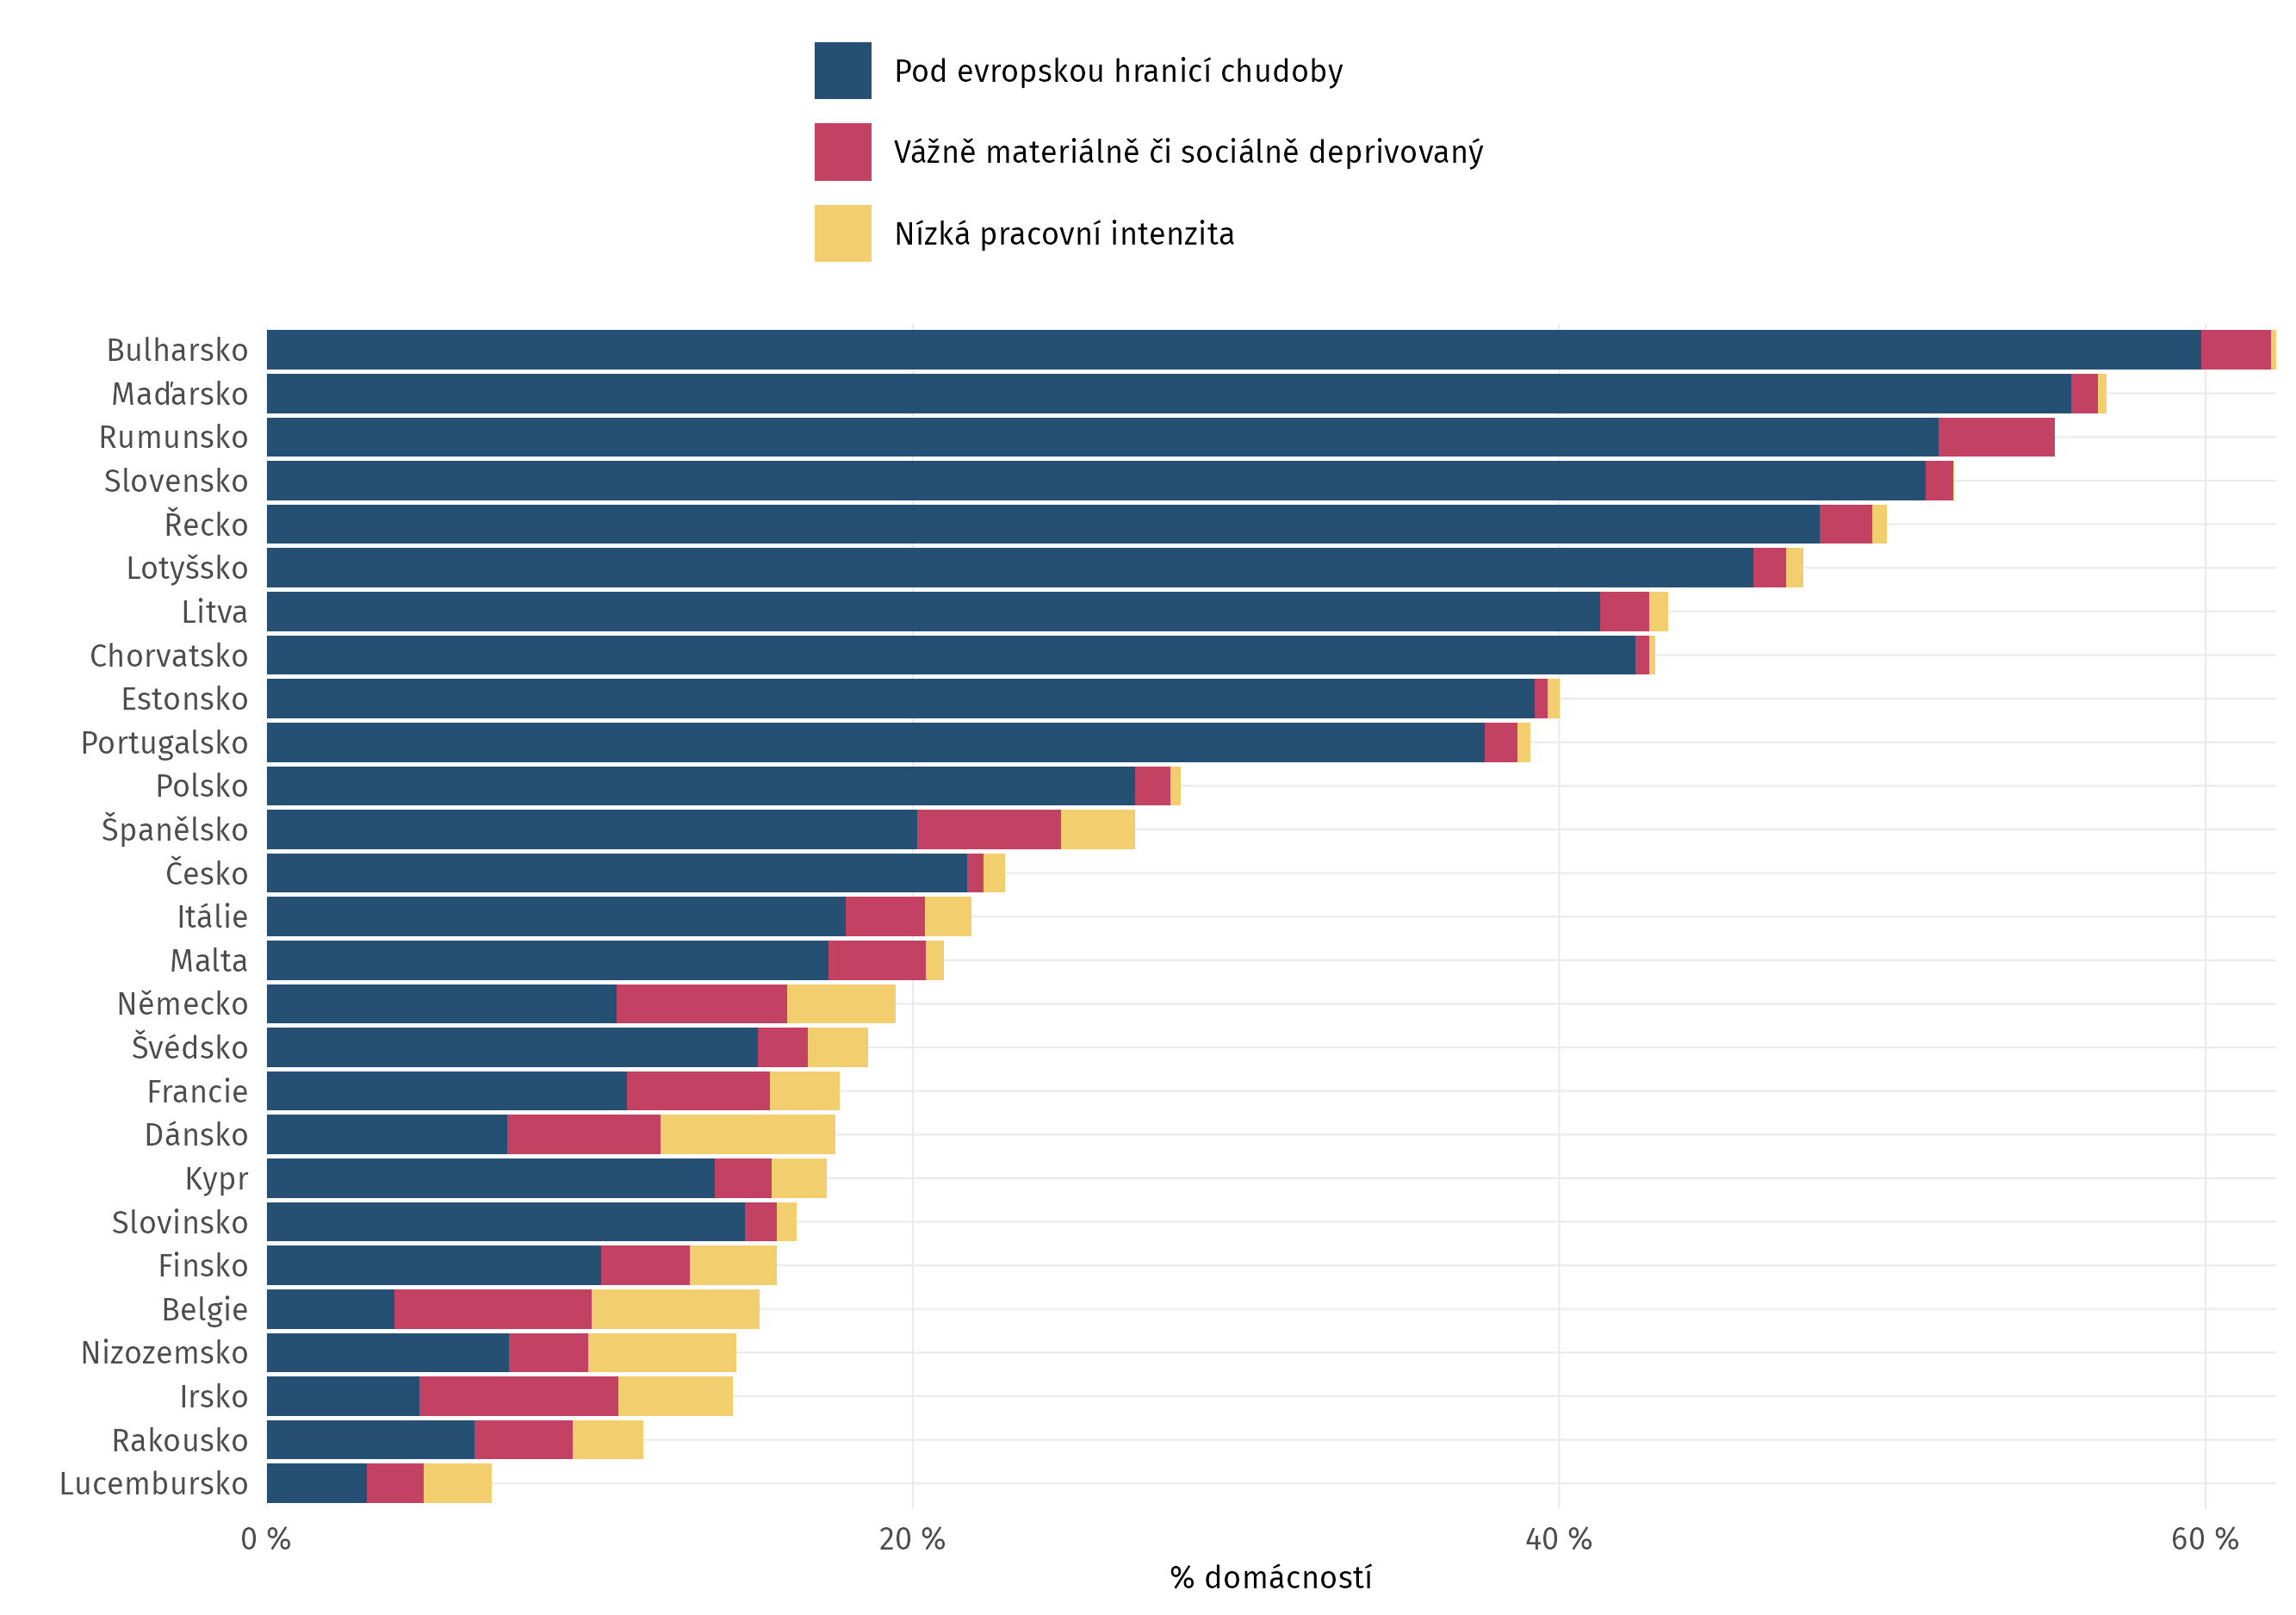 Pod evropskou hranicí chudoby
Vážně materiálně či sociálně deprivovaný
Nízká pracovní intenzita
Bulharsko
Maďarsko
Rumunsko
Slovensko
Řecko
Lotyšsko
Litva
Chorvatsko
Estonsko
Portugalsko
Polsko
Španělsko
Česko
Itálie
Malta
Německo
Švédsko
Francie
Dánsko
Kypr
Slovinsko
Finsko
Belgie
Nizozemsko
Irsko
Rakousko
Lucembursko
0 % 20 % 40 % 60 %
% domácností